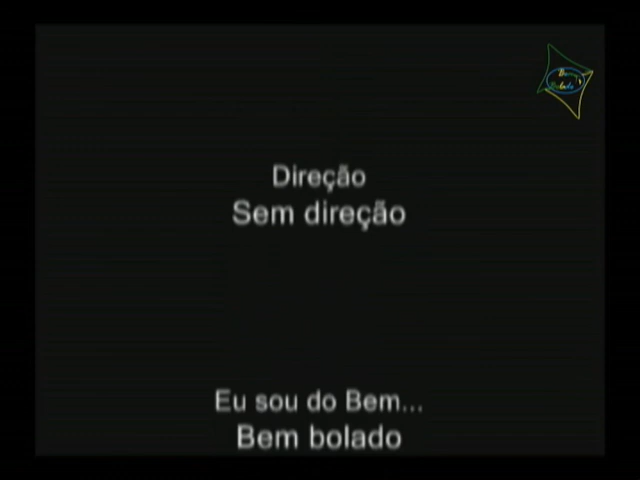 Direção
Sem direção
Eu sou do Bem...
Bem bolado